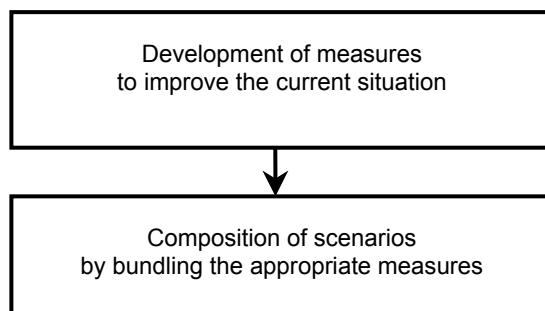 Development of measures
to improve the current situation
Composition of scenarios
by bundling the appropriate measures